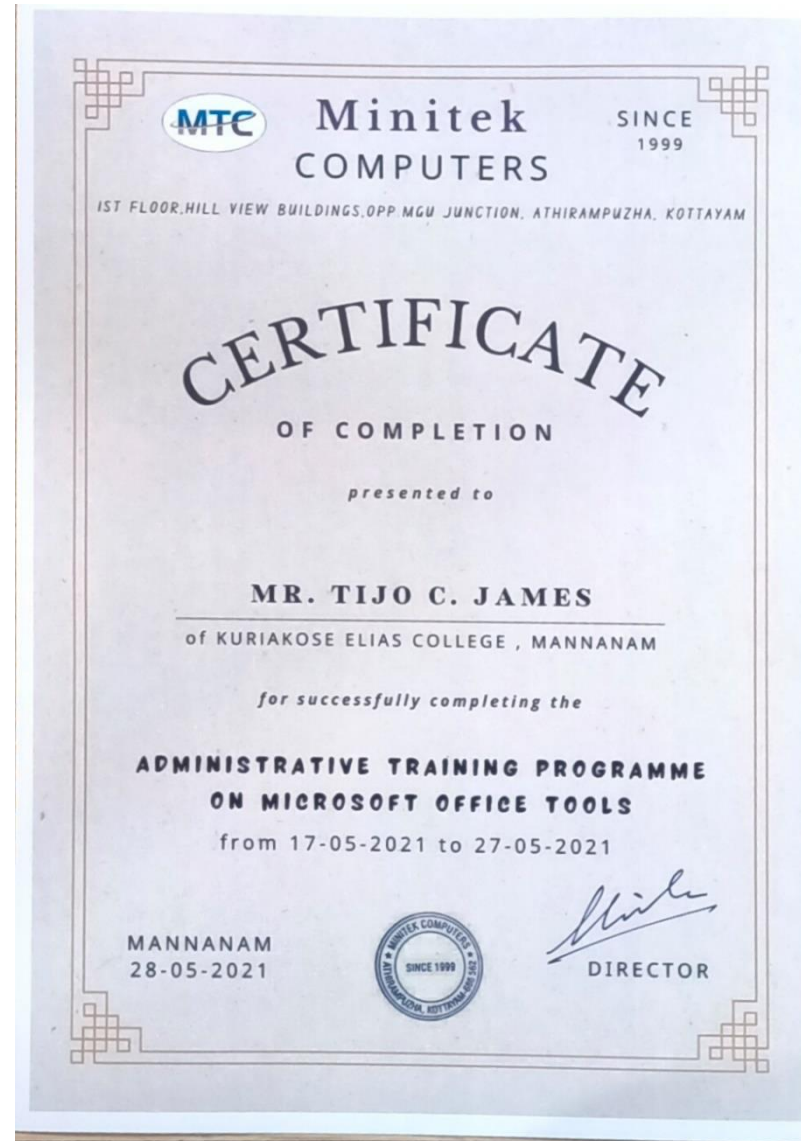 MTC
Minitek
COMPUTERS
SINCE
1999
1ST FLOOR,HILL VIEW BUILDINGS,OPP MGU JUNCTION, ATHIRAMPUZHA, KOTTAYAM
CERTIFICATE
OF COMPLETION
presented to
MR. TIJO C. JAMES
of KURIAKOSE ELIAS COLLEGE , MANNANAM
for successfully completing the
ADMINISTRATIVE TRAINING PROGRAMME
ON MICROSOFT OFFICE TOOLS
from 17-05-2021 to 27-05-2021
MANNANAM
28-05-2021
MINITEK COMPUTERS
SINCE 1999
ATHIRAMPUZHA, KOTTAYAM-686 562
DIRECTOR